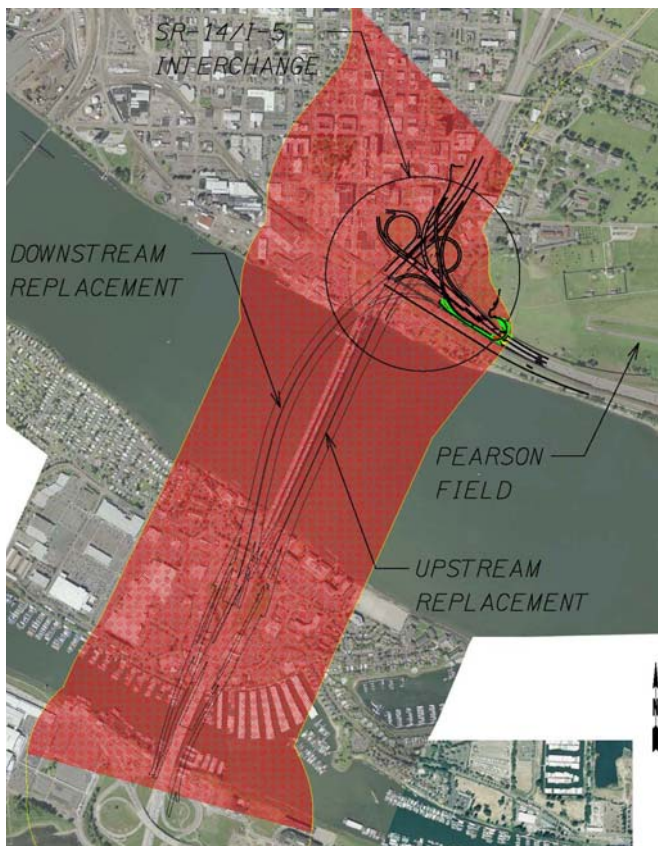 SR-14/I-5
INTERCHANGE
DOWNSTREAM
REPLACEMENT
PEARSON
FIELD
UPSTREAM
REPLACEMENT
N